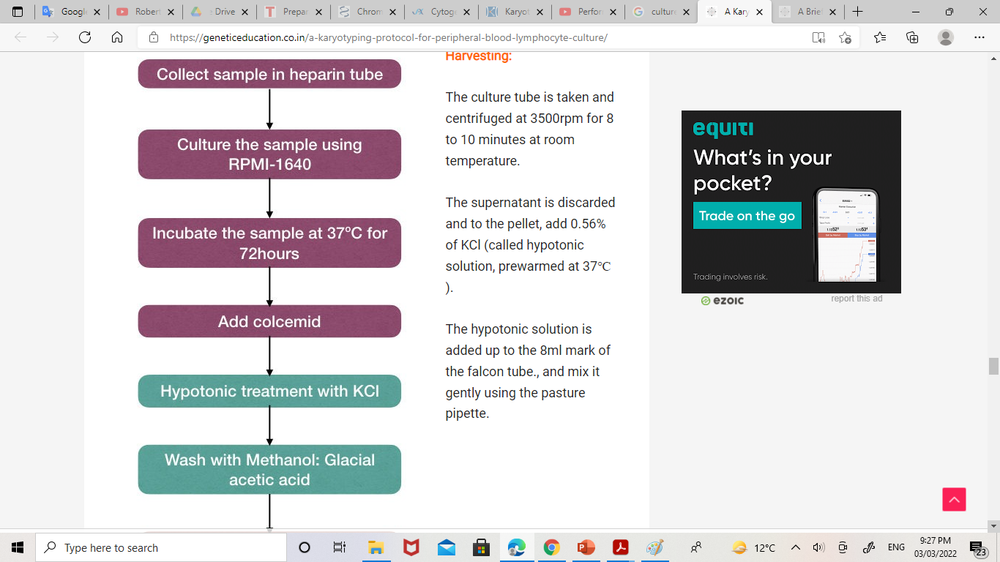 Google
Robert
e Drive
Prepar
Chrom
Cytoge
Karyot
Perfor
culture
A Kary
A Brief
https://geneticeducation.co.in/a-karyotyping-protocol-for-peripheral-blood-lymphocyte-culture/
Collect sample in heparin tube
Culture the sample using
RPMI-1640
Incubate the sample at 37°C for
72hours
Add colcemid
Hypotonic treatment with KCl
Wash with Methanol: Glacial
acetic acid
Harvesting:
The culture tube is taken and
centrifuged at 3500rpm for 8
to 10 minutes at room
temperature.
The supernatant is discarded
and to the pellet, add 0.56%
of KCl (called hypotonic
solution, prewarmed at 37°C
).
The hypotonic solution is
added up to the 8ml mark of
the falcon tube., and mix it
gently using the pasture
pipette.
equiti
What's in your
pocket?
Trade on the go
Trading involves risk.
ezoic
report this ad
Type here to search
12°C
ENG
9:27 PM
03/03/2022
23